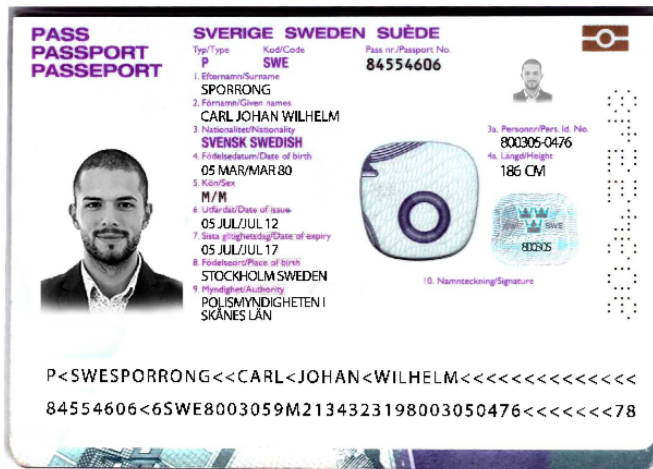 PASS
PASSPORT
PASSEPORT
SVERIGE SWEDEN SUÈDE
Typ/Type Kod/Code Pass nr./Passport No.
P SWE 84554606
1. Efternamn/Surname
SPORRONG
2. Förnamn/Given names
CARL JOHAN WILHELM
3. Nationalitet/Nationality
SVENSK SWEDISH
3a. Personnr/Pers. Id. No.
800305-0476
4. Födelsedatum/Date of birth
05 MAR/MAR 80
4a. Längd/Height
186 CM
5. Kön/Sex
M/M
6. Utfärdat/Date of issue
05 JUL/JUL 12
7. Sista giltighetsdag/Date of expiry
05 JUL/JUL 17
8. Födelseort/Place of birth
STOCKHOLM SWEDEN
9. Myndighet/Authority
POLISMYNDIGHETEN I
SKÅNES LÄN
SWE SWE
800305
10. Namnteckning/Signature
P<SWESPORRONG<<CARL<JOHAN<WILHELM<<<<<<<<<<<<<<
84554606<6SWE8003059M2134323198003050476<<<<<<<78